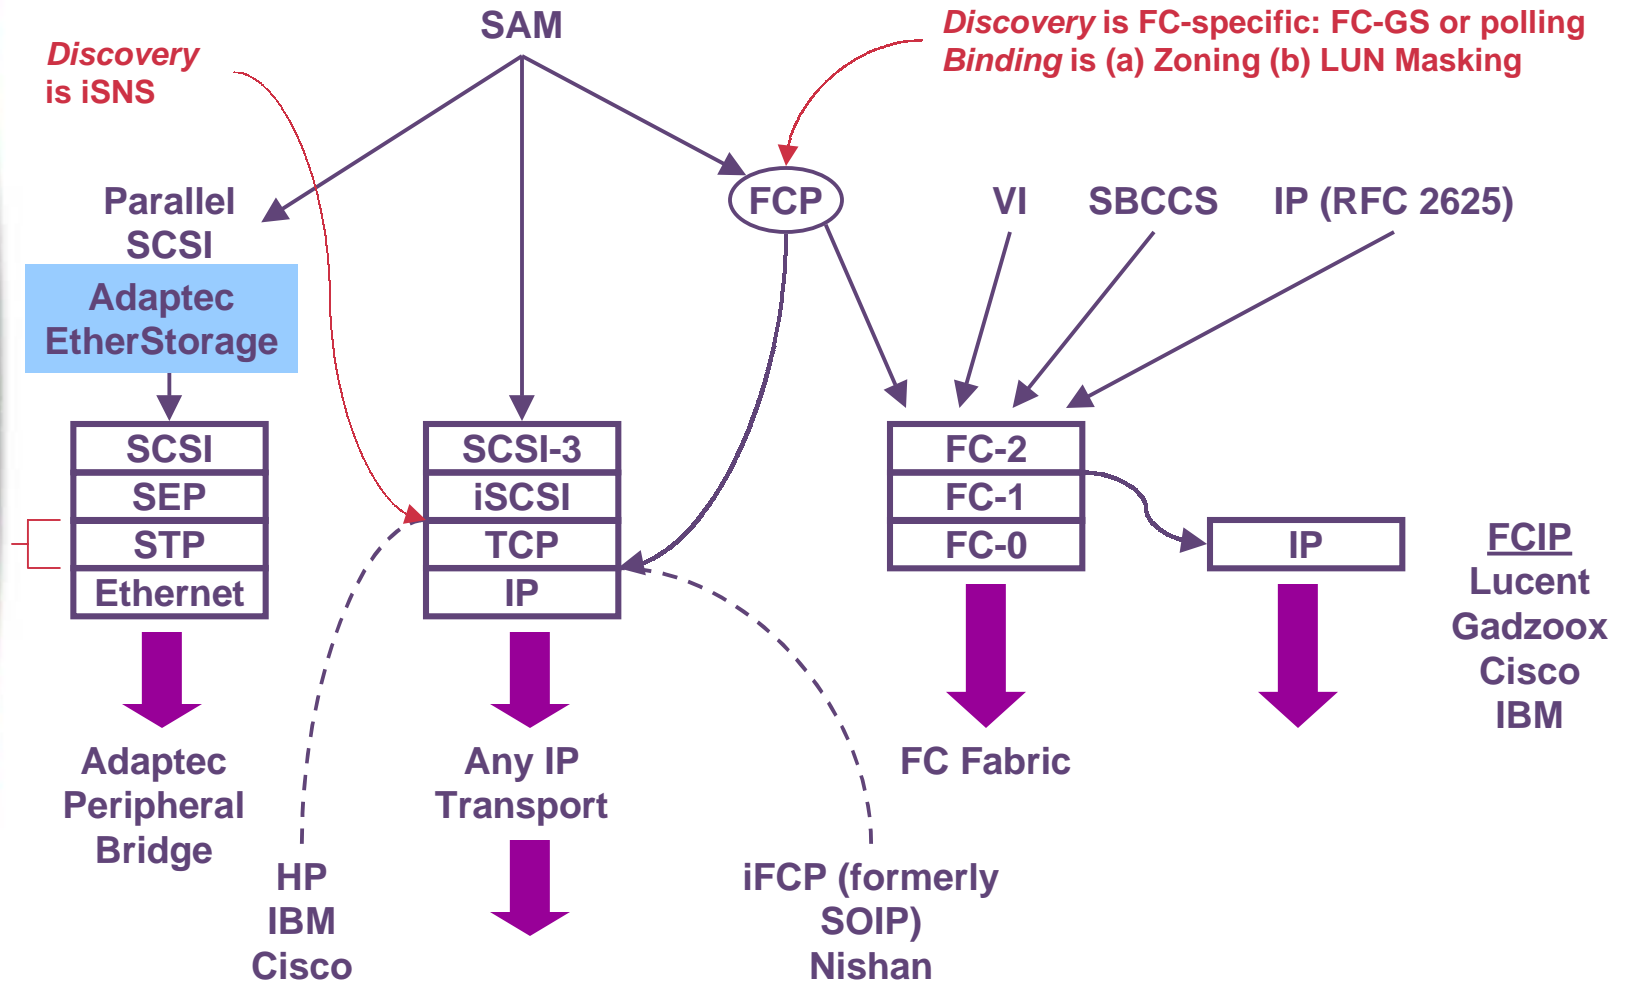 SAM
Discovery
is iSNS
Discovery is FC-specific: FC-GS or polling
Binding is (a) Zoning (b) LUN Masking
Parallel
SCSI
Adaptec
EtherStorage
FCP
VI
SBCCS
IP (RFC 2625)
SCSI
SEP
STP
Ethernet
SCSI-3
iSCSI
TCP
IP
FC-2
FC-1
FC-0
IP
FCIP
Lucent
Gadzoox
Cisco
IBM
Adaptec
Peripheral
Bridge
Any IP
Transport
FC Fabric
HP
IBM
Cisco
iFCP (formerly
SOIP)
Nishan